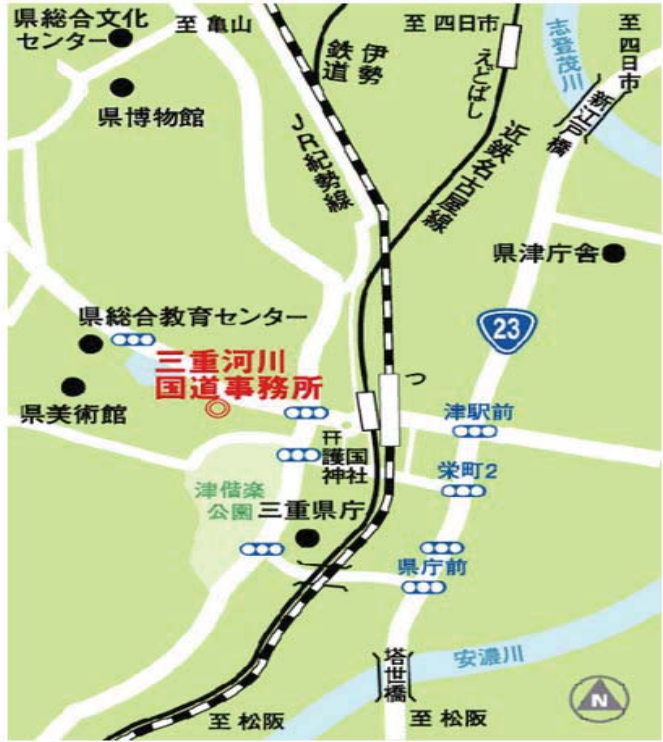 県総合文化
センター
至 亀山
伊勢
鉄道
至 四日市
えどばし
志登茂川
至 四日市
新江戸橋
県博物館
JR紀勢線
近鉄名古屋線
県津庁舎
23
県総合教育センター
三重河川
国道事務所
県美術館
つ
津駅前
護国
神社
栄町2
津偕楽
公園
三重県庁
県庁前
塔世橋
安濃川
至 松阪
至 松阪
N